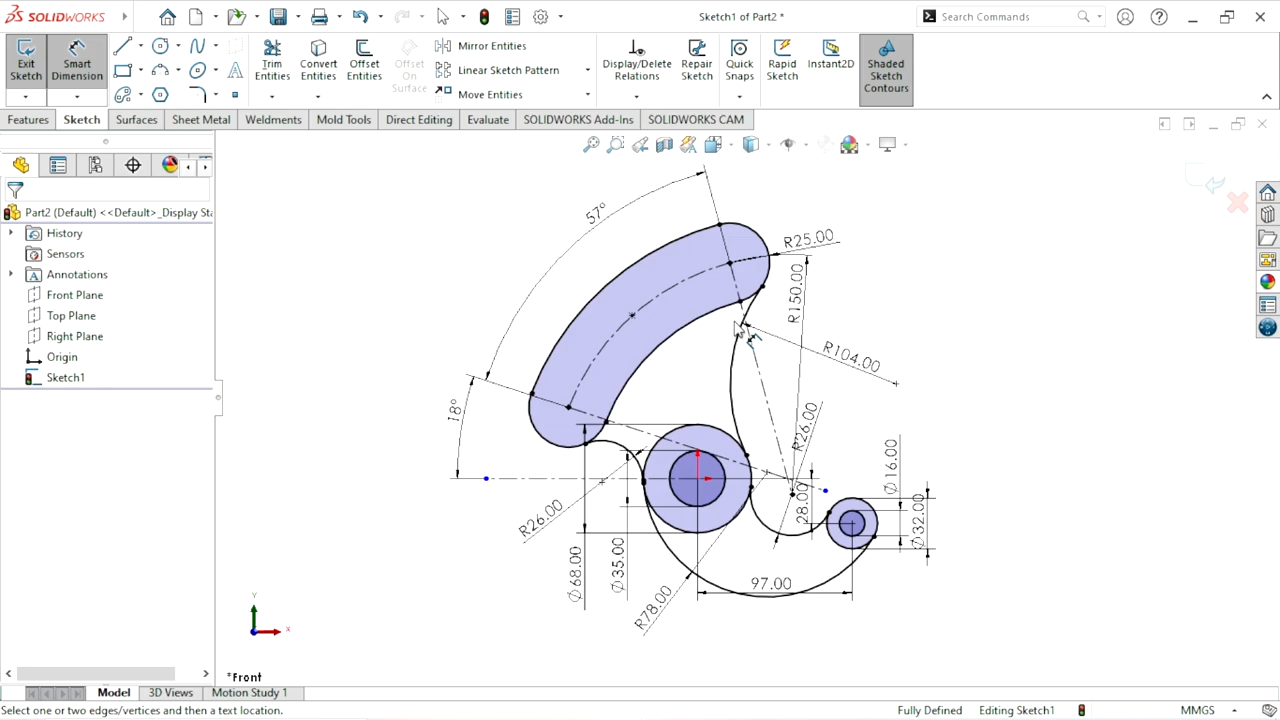 SOLIDWORKS
Sketch1 of Part2 *
Search Commands
Exit Sketch
Smart Dimension
Trim Entities
Convert Entities
Offset Entities
Offset On Surface
Mirror Entities
Linear Sketch Pattern
Move Entities
Display/Delete Relations
Repair Sketch
Quick Snaps
Rapid Sketch
Instant2D
Shaded Sketch Contours
Features
Sketch
Surfaces
Sheet Metal
Weldments
Mold Tools
Direct Editing
Evaluate
SOLIDWORKS Add-Ins
SOLIDWORKS CAM
Part2 (Default) <<Default>_Display Sta
History
Sensors
Annotations
Front Plane
Top Plane
Right Plane
Origin
Sketch1
57°
R25.00
R150.00
R104.00
18°
R26.00
∅16.00
28.00
∅32.00
R26.00
∅68.00
∅35.00
R78.00
97.00
Y
X
*Front
Model
3D Views
Motion Study 1
Select one or two edges/vertices and then a text location.
Fully Defined
Editing Sketch1
MMGS